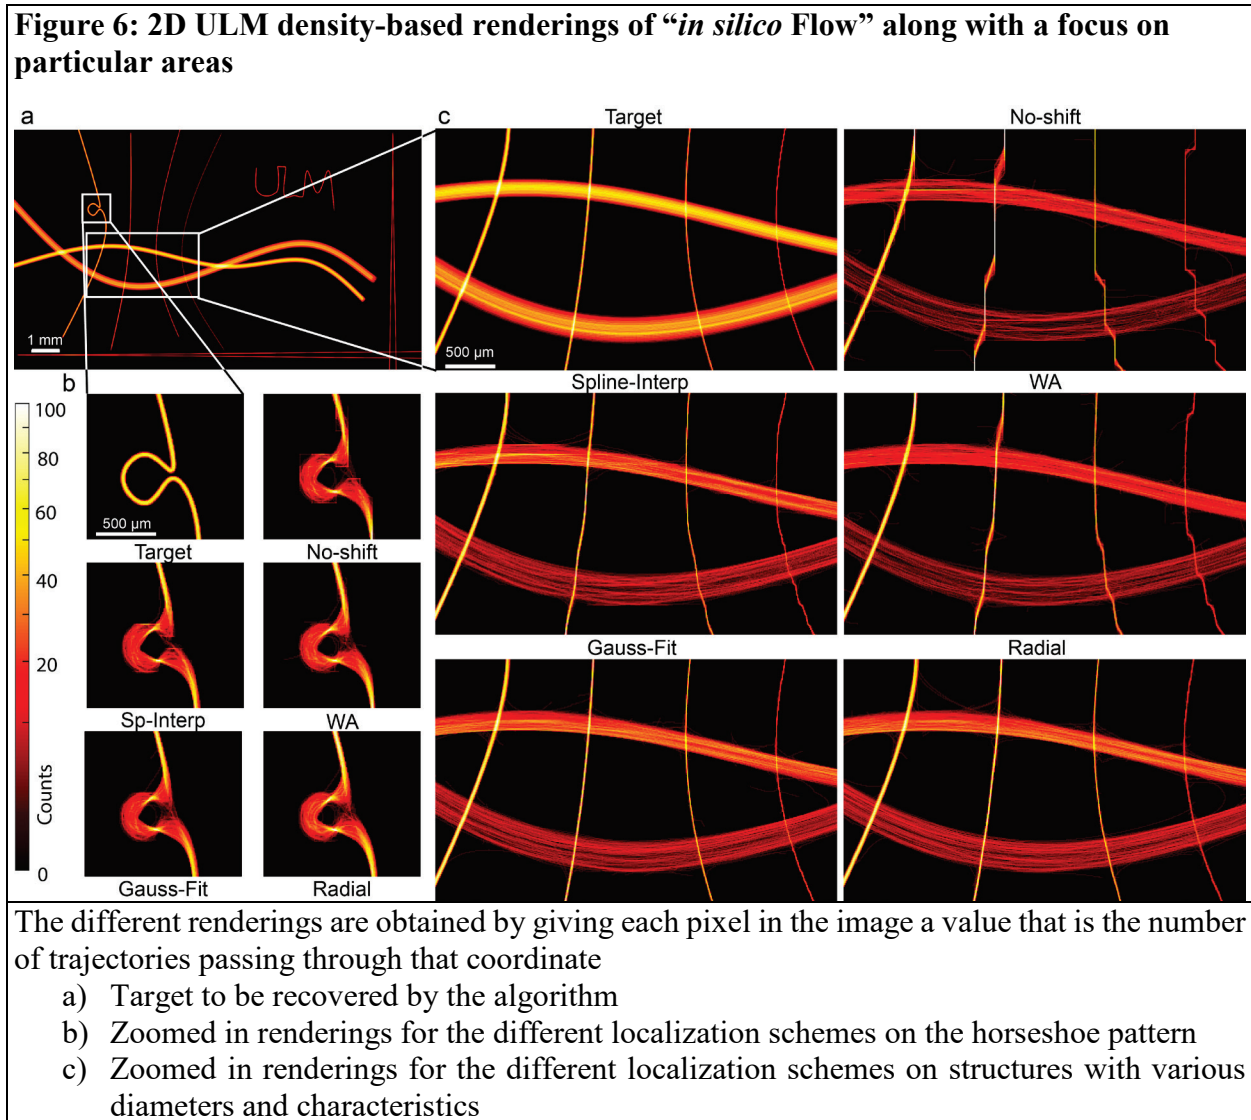 Figure 6: 2D ULM density-based renderings of “in silico Flow” along with a focus on
particular areas
a
ULM
1 mm
c
Target
500 µm
No-shift
Spline-Interp
WA
Gauss-Fit
Radial
b
100
80
60
40
20
0
Counts
500 µm
Target
No-shift
Sp-Interp
WA
Gauss-Fit
Radial
The different renderings are obtained by giving each pixel in the image a value that is the number
of trajectories passing through that coordinate
a) Target to be recovered by the algorithm
b) Zoomed in renderings for the different localization schemes on the horseshoe pattern
c) Zoomed in renderings for the different localization schemes on structures with various
diameters and characteristics